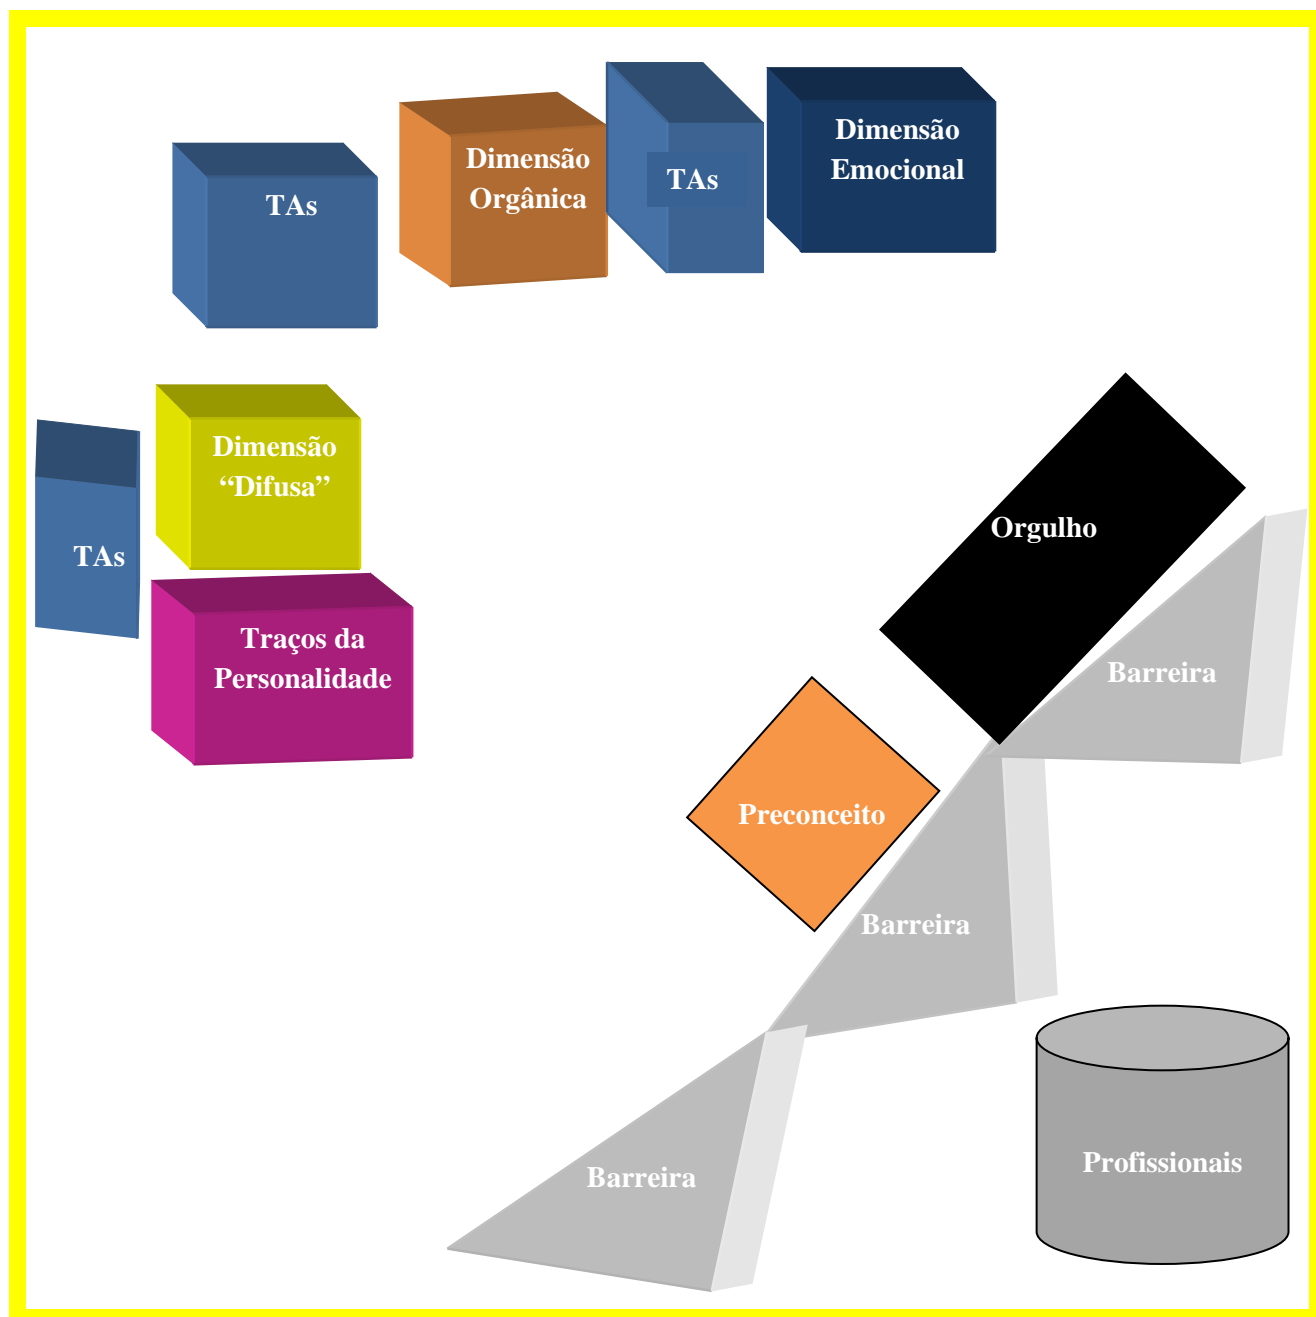 Dimensão
Emocional
Dimensão
Orgânica
TAs
TAs
Dimensão
“Difusa”
TAs
Traços da
Personalidade
Orgulho
Barreira
Preconceito
Barreira
Profissionais
Barreira